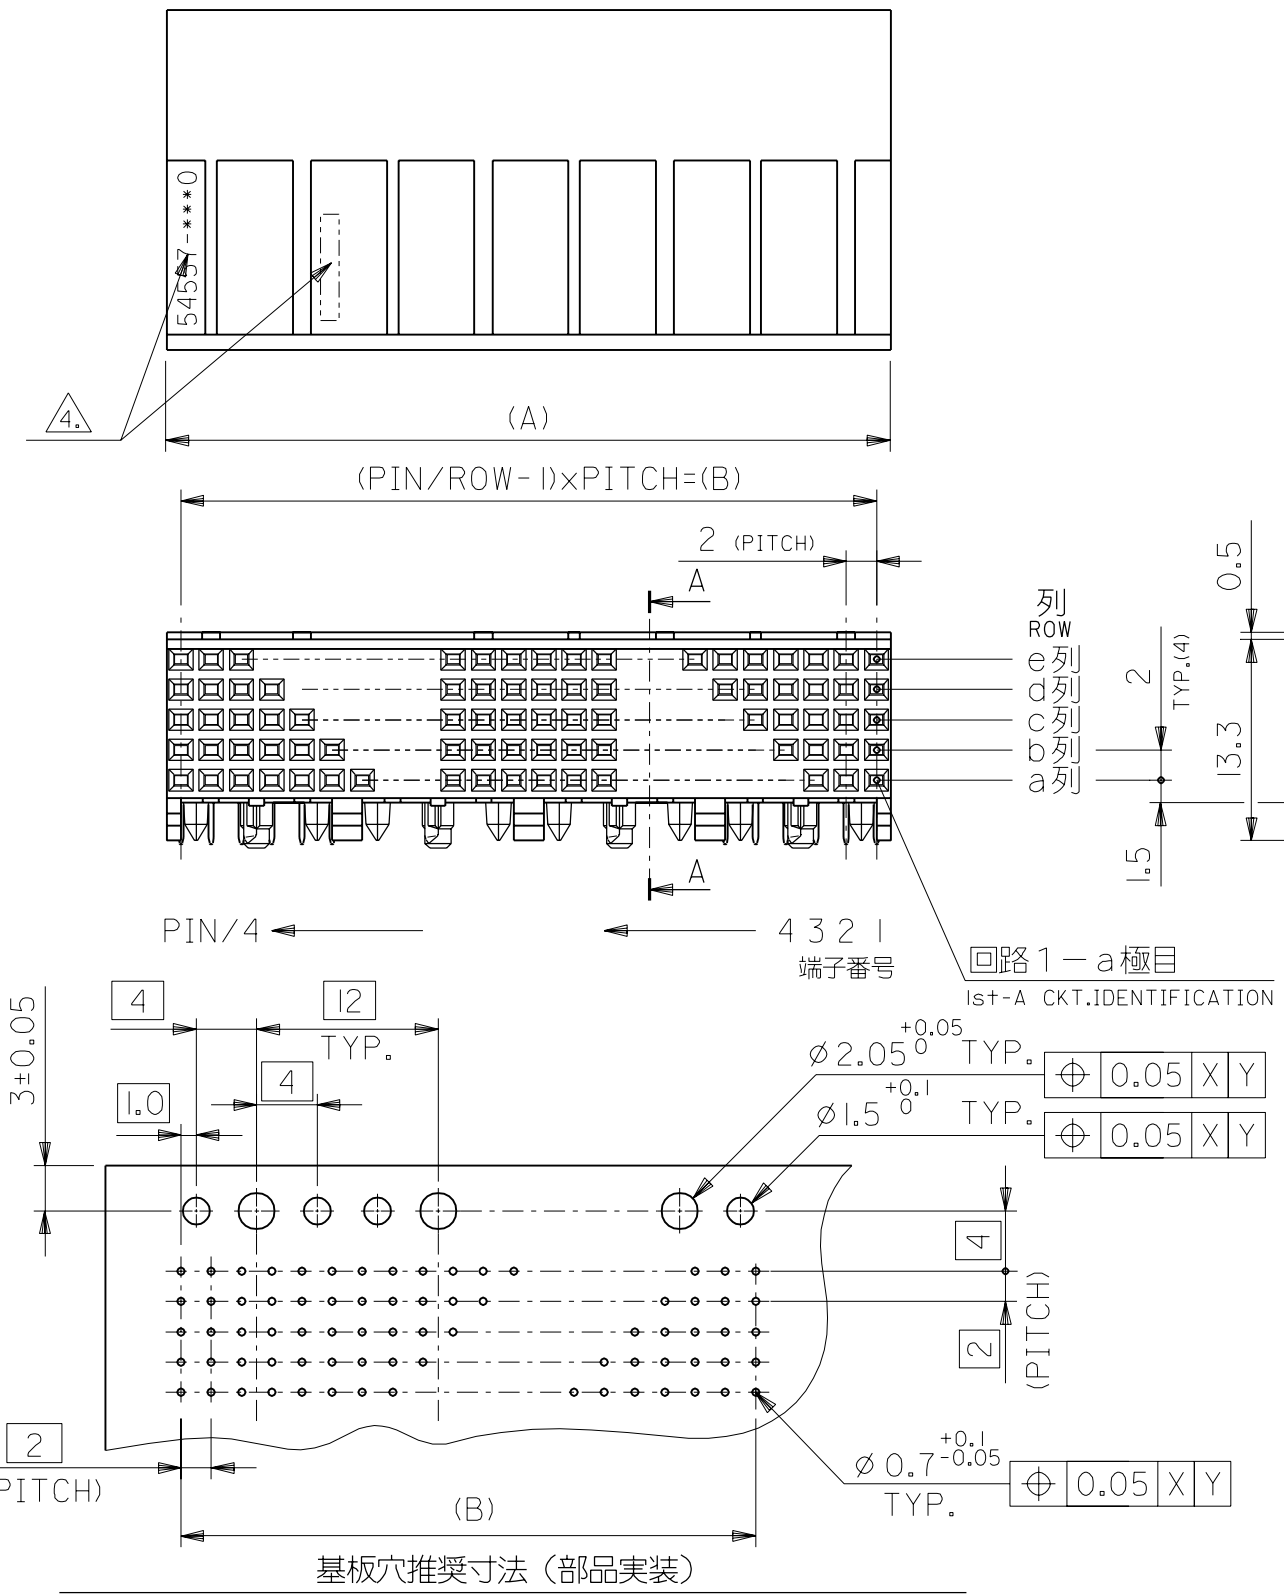 54557-***0
4.
(A)
(PIN/ROW-1)xPITCH=(B)
2 (PITCH)
A
列
ROW
e列
d列
c列
b列
a列
2
TYP.(4)
0.5
13.3
1.5
A
PIN/4
4 3 2 1
端子番号
回路1-a極目
1st-A CKT.IDENTIFICATION
3±0.05
4
12
TYP.
4
1.0
ø2.05 +0.05 0 TYP.
⌖ 0.05 X Y
ø1.5 +0.1 0 TYP.
⌖ 0.05 X Y
4
2
(PITCH)
2
PITCH)
(B)
ø0.7 +0.1 -0.05
TYP.
⌖ 0.05 X Y
基板穴推奨寸法(部品実装)